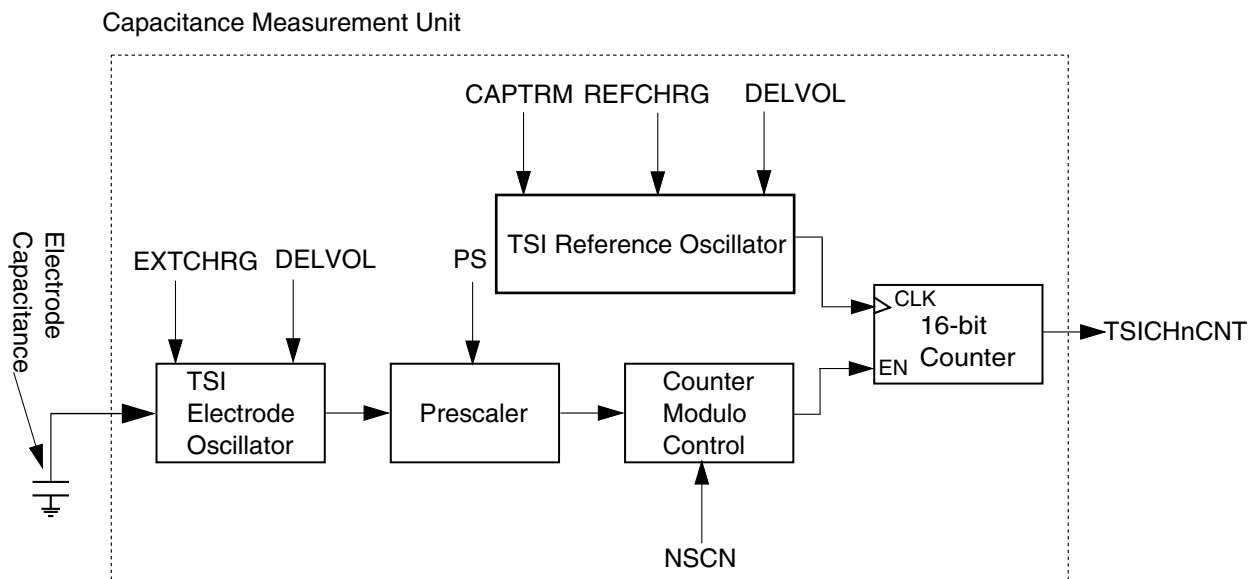 Capacitance Measurement Unit
CAPTRM REFCHRG DELVOL
TSI Reference Oscillator
Electrode
Capacitance
EXTCHRG DELVOL
PS
CLK
16-bit
Counter
EN
TSICHnCNT
TSI
Electrode
Oscillator
Prescaler
Counter
Modulo
Control
NSCN